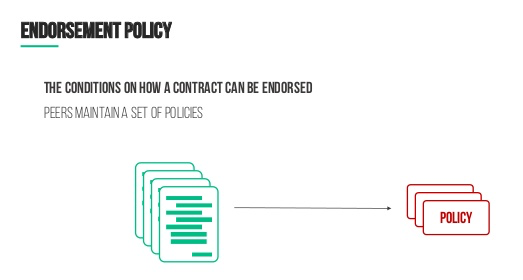 ENDORSEMENT POLICY
THE CONDITIONS ON HOW A CONTRACT CAN BE ENDORSED
PEERS MAINTAIN A SET OF POLICIES
POLICY